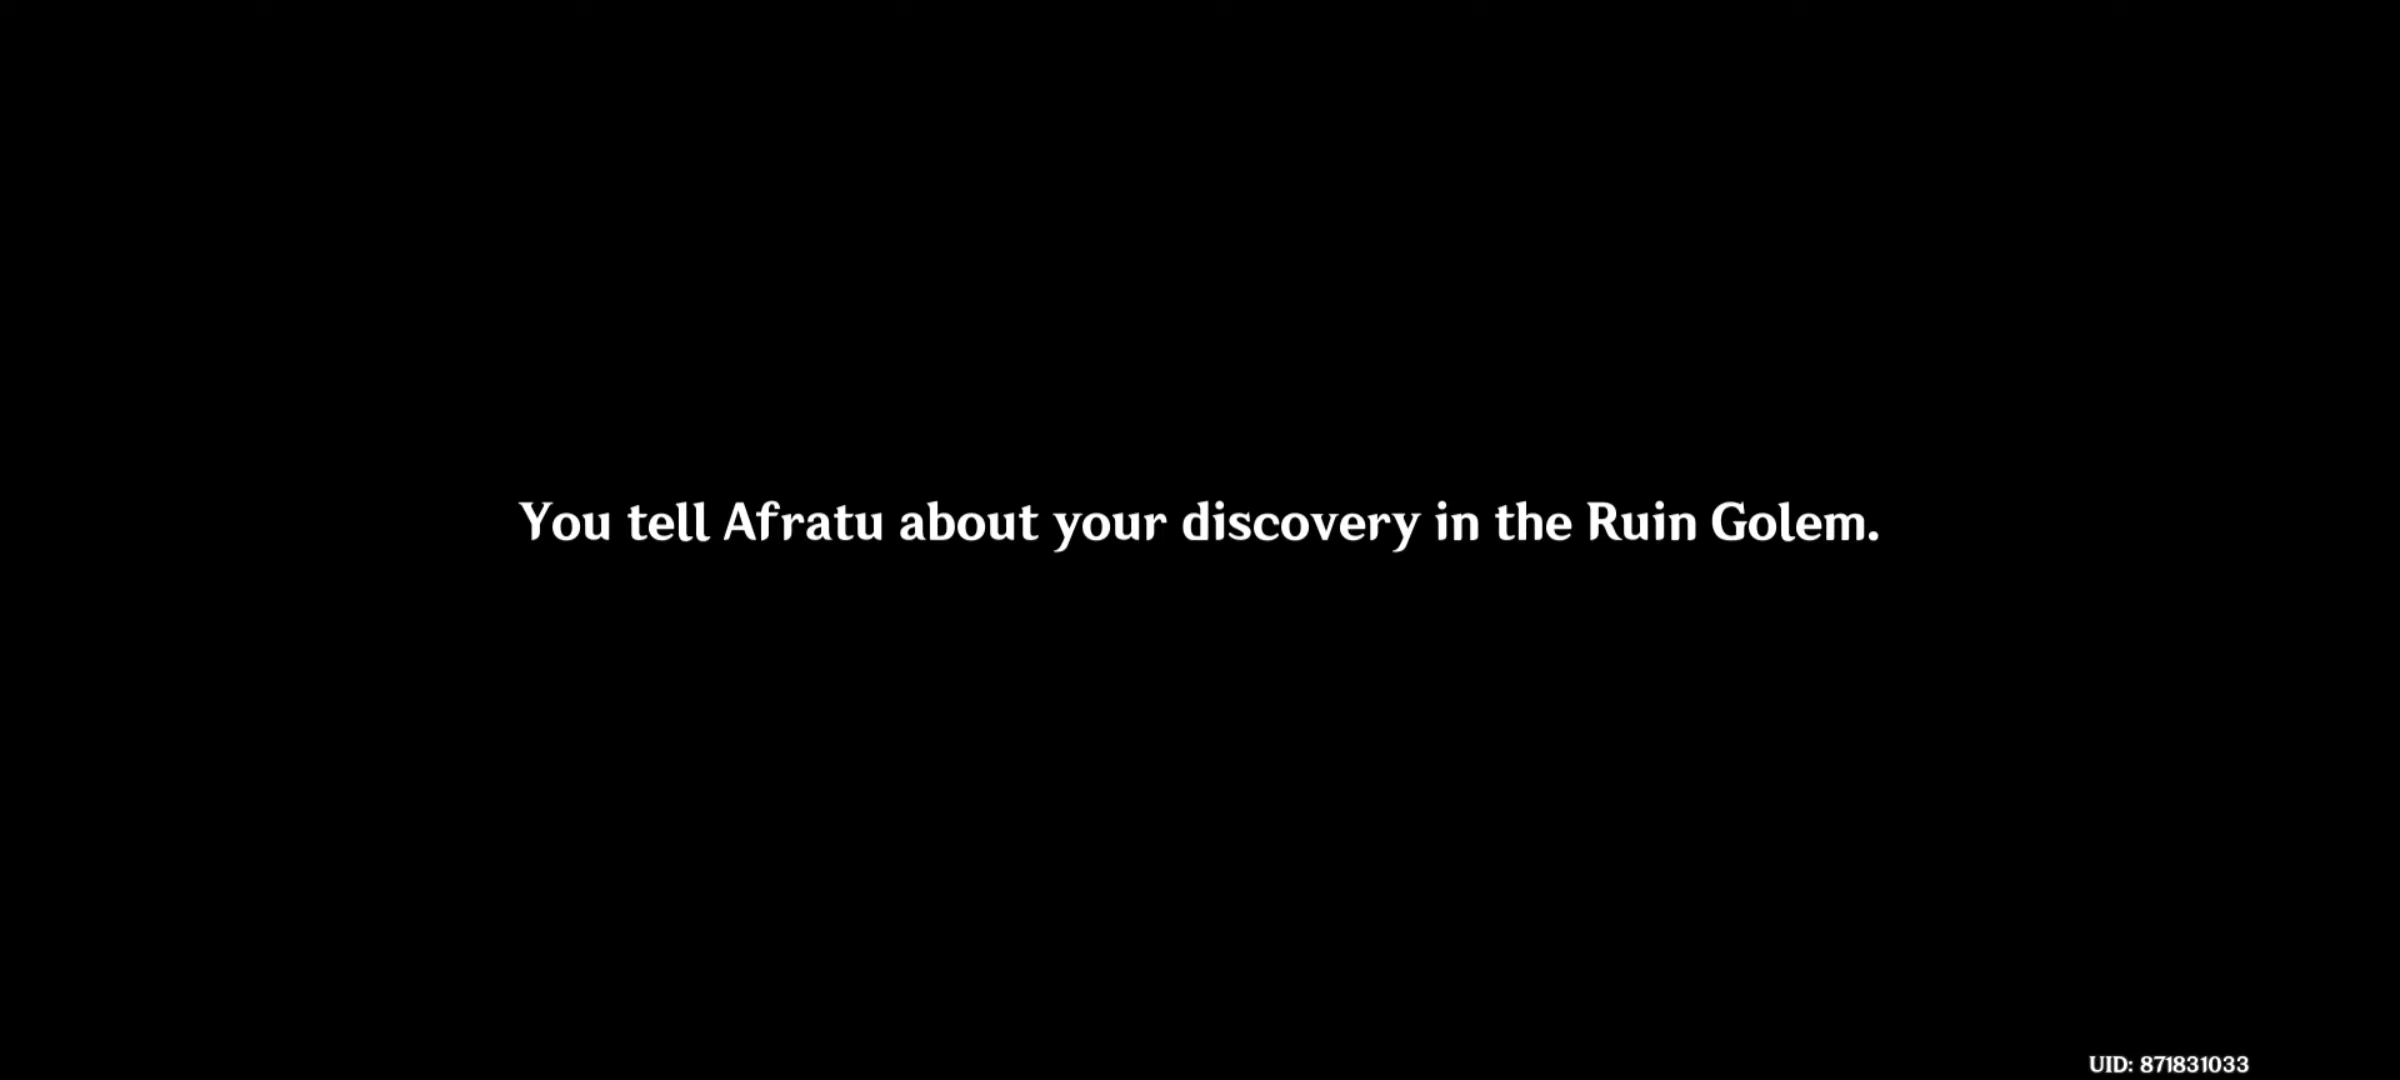 You tell Afratu about your discovery in the Ruin Golem.
UID: 871831033